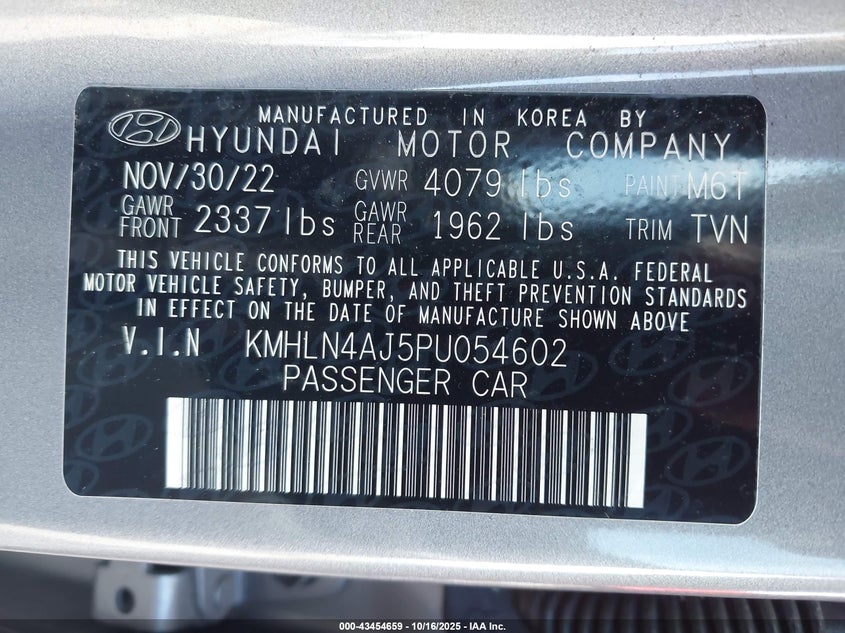 MANUFACTURED IN KOREA BY
HYUNDAI MOTOR COMPANY
NOV/30/22 GVWR 4079 lbs PAINT M6T
GAWR FRONT 2337 lbs GAWR REAR 1962 lbs TRIM TVN
THIS VEHICLE CONFORMS TO ALL APPLICABLE U.S.A. FEDERAL
MOTOR VEHICLE SAFETY, BUMPER, AND THEFT PREVENTION STANDARDS
IN EFFECT ON THE DATE OF MANUFACTURE SHOWN ABOVE
V.I.N KMHLN4AJ5PU054602
PASSENGER CAR
000-43454659 - 10/16/2025 - IAA Inc.